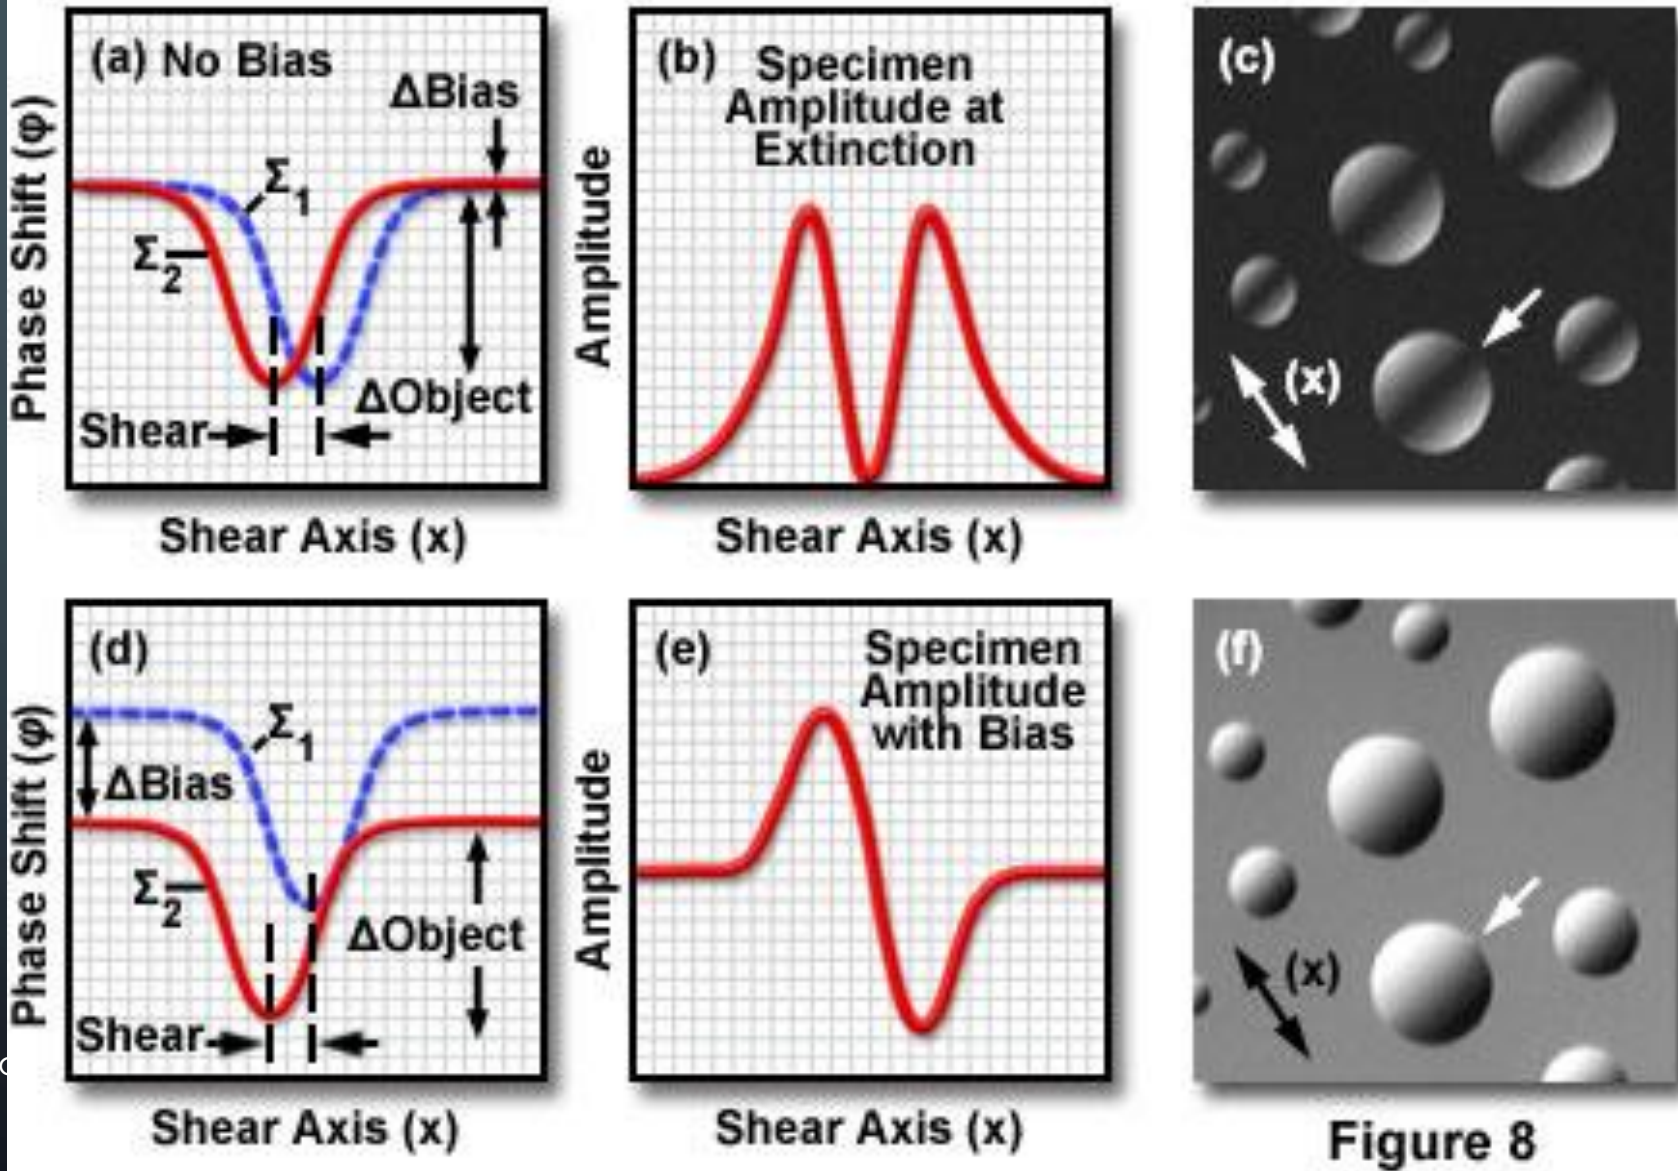 (a) No Bias
ΔBias
Σ1
Σ2
ΔObject
Shear
Phase Shift (φ)
Shear Axis (x)
(b) Specimen
Amplitude at
Extinction
Amplitude
Shear Axis (x)
(c)
(x)
(d)
Σ1
ΔBias
Σ2
ΔObject
Shear
Phase Shift (φ)
Shear Axis (x)
(e) Specimen
Amplitude
with Bias
Amplitude
Shear Axis (x)
(f)
(x)
Figure 8